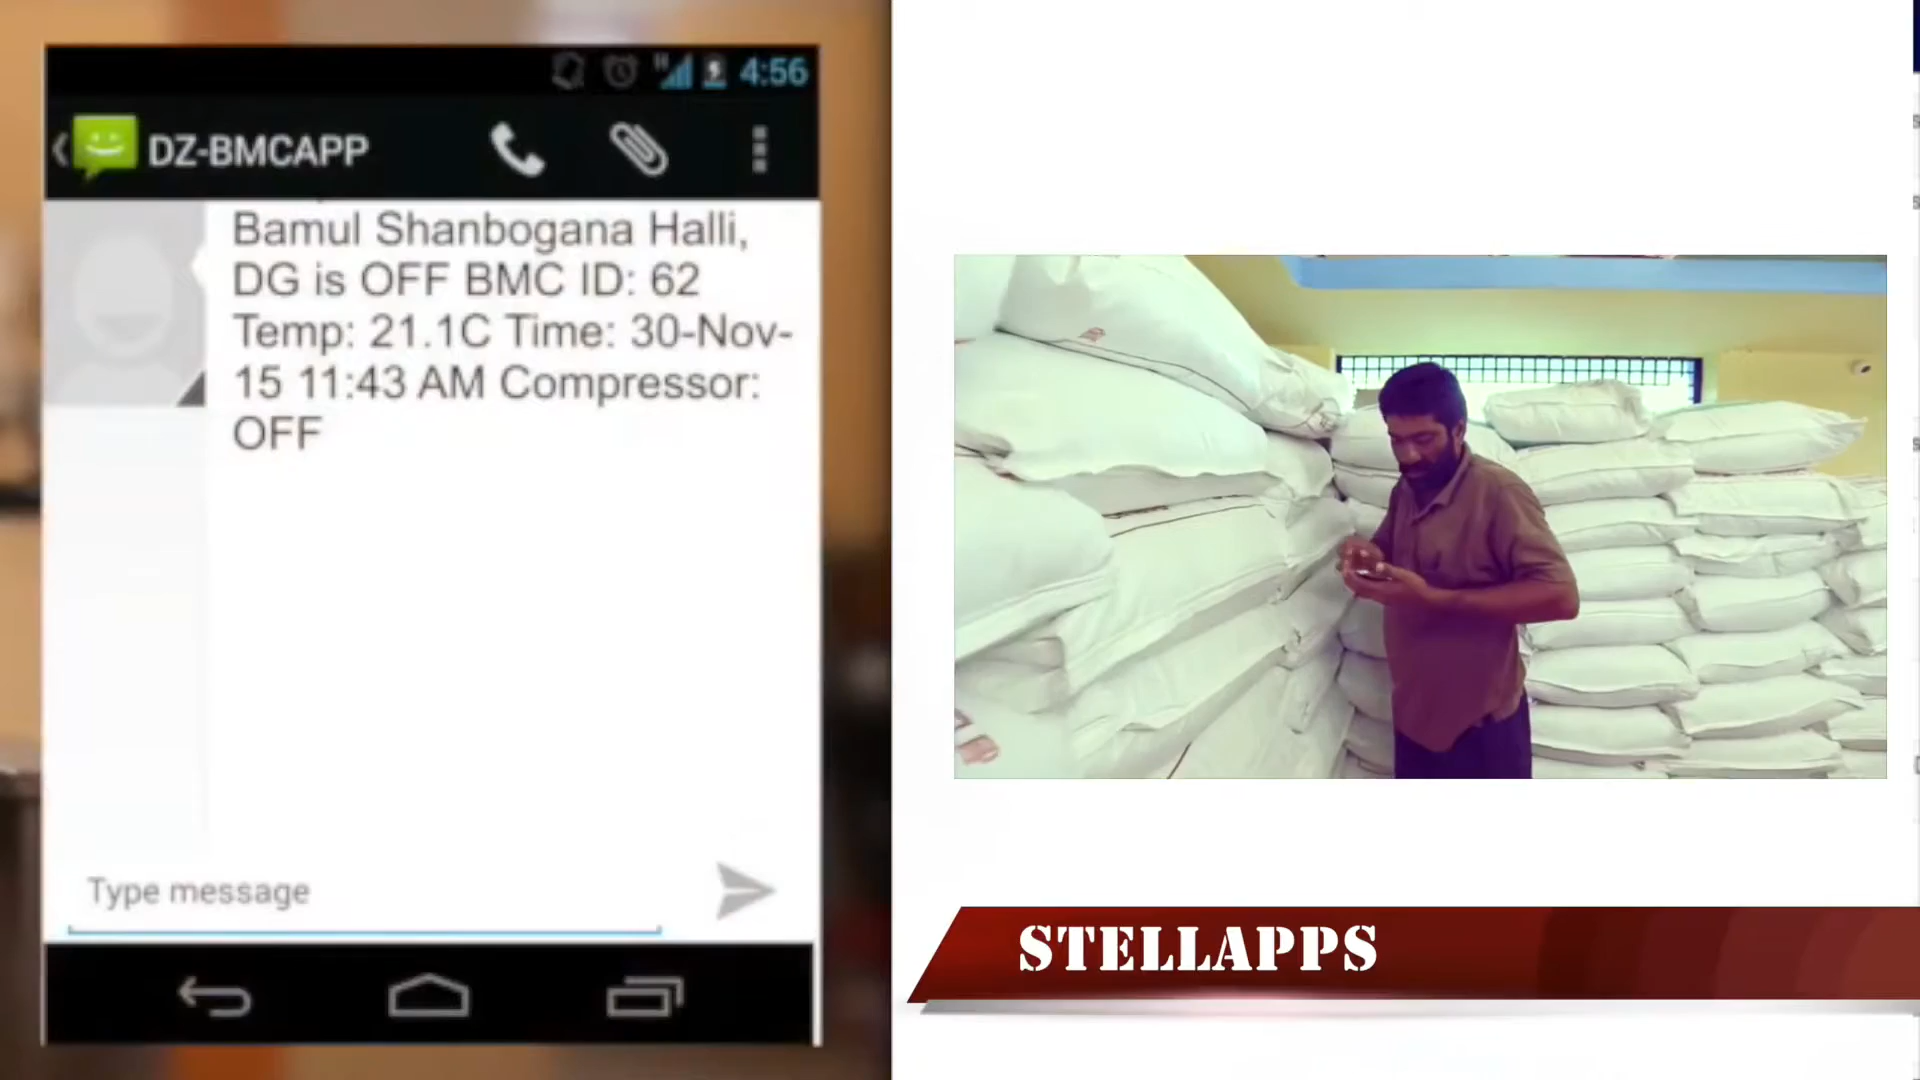 4:56
DZ-BMCAPP
Bamul Shanbogana Halli,
DG is OFF BMC ID: 62
Temp: 21.1C Time: 30-Nov-
15 11:43 AM Compressor:
OFF
Type message
STELLAPPS